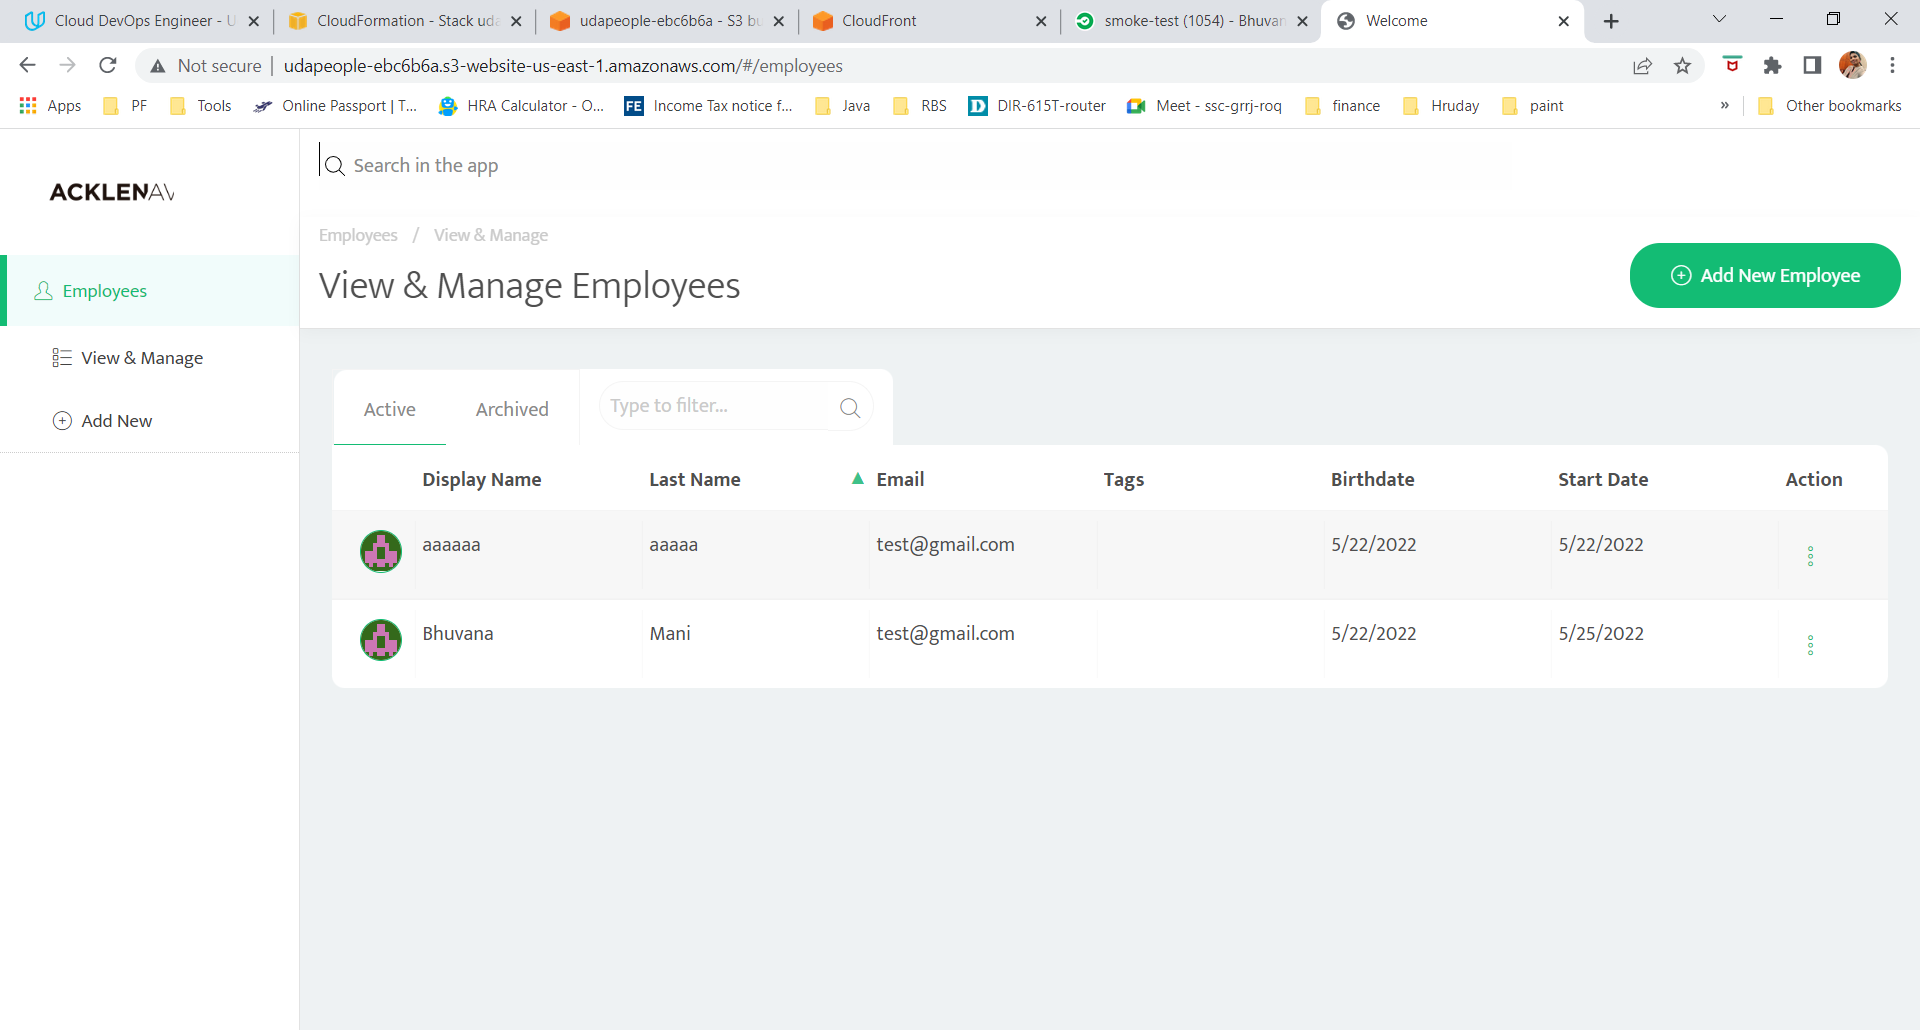 Cloud DevOps Engineer - U
CloudFormation - Stack uda
udapeople-ebc6b6a - S3 bu
CloudFront
smoke-test (1054) - Bhuvan
Welcome
Not secure | udapeople-ebc6b6a.s3-website-us-east-1.amazonaws.com/#/employees
Apps PF Tools Online Passport | T... HRA Calculator - O... FE Income Tax notice f... Java RBS D DIR-615T-router Meet - ssc-grrj-roq finance Hruday paint » Other bookmarks
ACKLENAV
Search in the app
Employees / View & Manage
View & Manage Employees
Add New Employee
Employees
View & Manage
Add New
Active Archived Type to filter...
Display Name Last Name Email Tags Birthdate Start Date Action
aaaaaa aaaaa test@gmail.com 5/22/2022 5/22/2022
Bhuvana Mani test@gmail.com 5/22/2022 5/25/2022